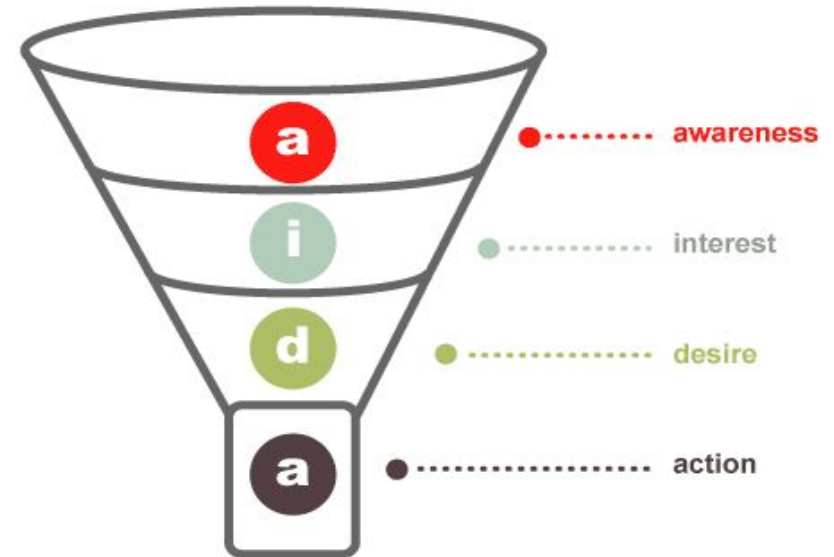 a awareness
i interest
d desire
a action